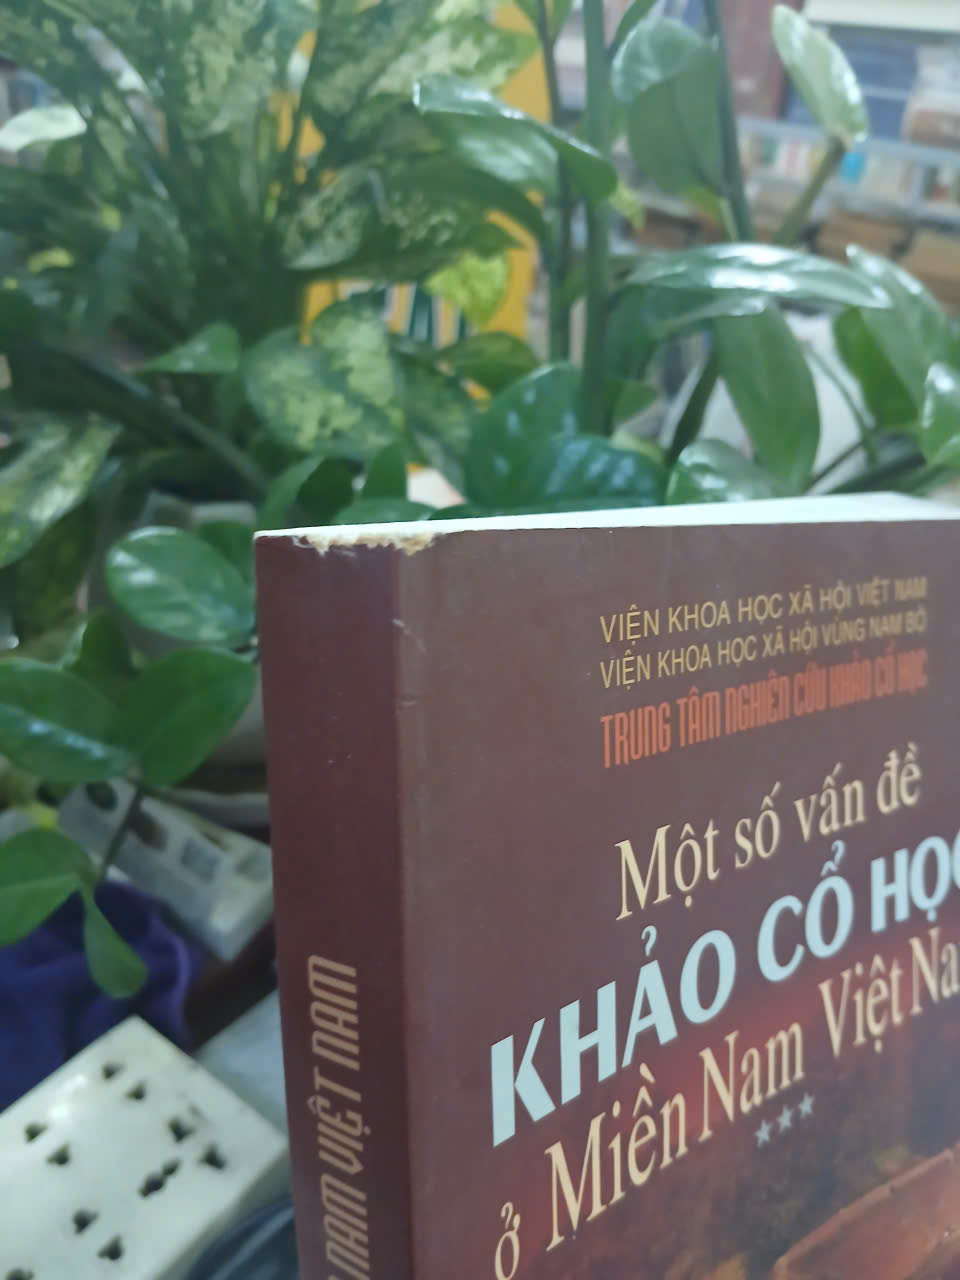 VIỆN KHOA HỌC XÃ HỘI VIỆT NAM
VIỆN KHOA HỌC XÃ HỘI VÙNG NAM BỘ
TRUNG TÂM NGHIÊN CỨU KHẢO CỔ HỌC
Một số vấn đề
KHẢO CỔ HỌC
ở Miền Nam Việt Na
NAM VIỆT NAM